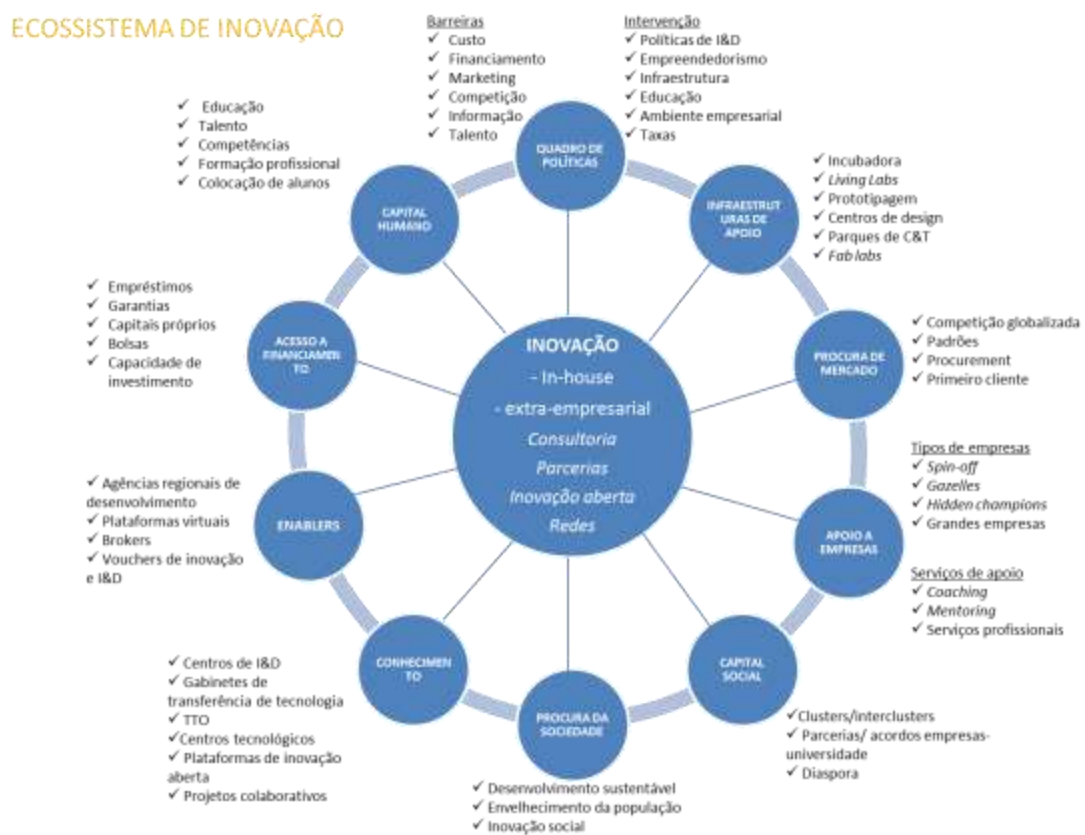 ECOSSISTEMA DE INOVAÇÃO
Barreiras
✓ Custo
✓ Financiamento
✓ Marketing
✓ Competição
✓ Informação
✓ Talento
Intervenção
✓ Políticas de I&D
✓ Empreendedorismo
✓ Infraestrutura
✓ Educação
✓ Ambiente empresarial
✓ Taxas
QUADRO DE
POLÍTICAS
✓ Incubadora
✓ Living Labs
✓ Prototipagem
✓ Centros de design
✓ Parques de C&T
✓ Fab labs
INFRAESTRUT
URAS DE
APOIO
✓ Competição globalizada
✓ Padrões
✓ Procurement
✓ Primeiro cliente
PROCURA DE
MERCADO
Tipos de empresas
✓ Spin-off
✓ Gazelles
✓ Hidden champions
✓ Grandes empresas
Serviços de apoio
✓ Coaching
✓ Mentoring
✓ Serviços profissionais
APOIO A
EMPRESAS
CAPITAL
SOCIAL
✓Clusters/interclusters
✓ Parcerias/ acordos empresas-
universidade
✓ Diaspora
PROCURA DA
SOCIEDADE
✓ Desenvolvimento sustentável
✓ Envelhecimento da população
✓ Inovação social
CONHECIMEN
TO
✓ Centros de I&D
✓ Gabinetes de
transferência de tecnologia
✓ TTO
✓Centros tecnológicos
✓ Plataformas de inovação
aberta
✓ Projetos colaborativos
ENABLERS
✓ Agências regionais de
desenvolvimento
✓ Plataformas virtuais
✓ Brokers
✓ Vouchers de inovação
e I&D
ACESSO A
FINANCIAMEN
TO
✓ Empréstimos
✓ Garantias
✓ Capitais próprios
✓ Bolsas
✓ Capacidade de
investimento
CAPITAL
HUMANO
✓ Educação
✓ Talento
✓ Competências
✓ Formação profissional
✓ Colocação de alunos
INOVAÇÃO
- In-house
- extra-empresarial
Consultoria
Parcerias
Inovação aberta
Redes